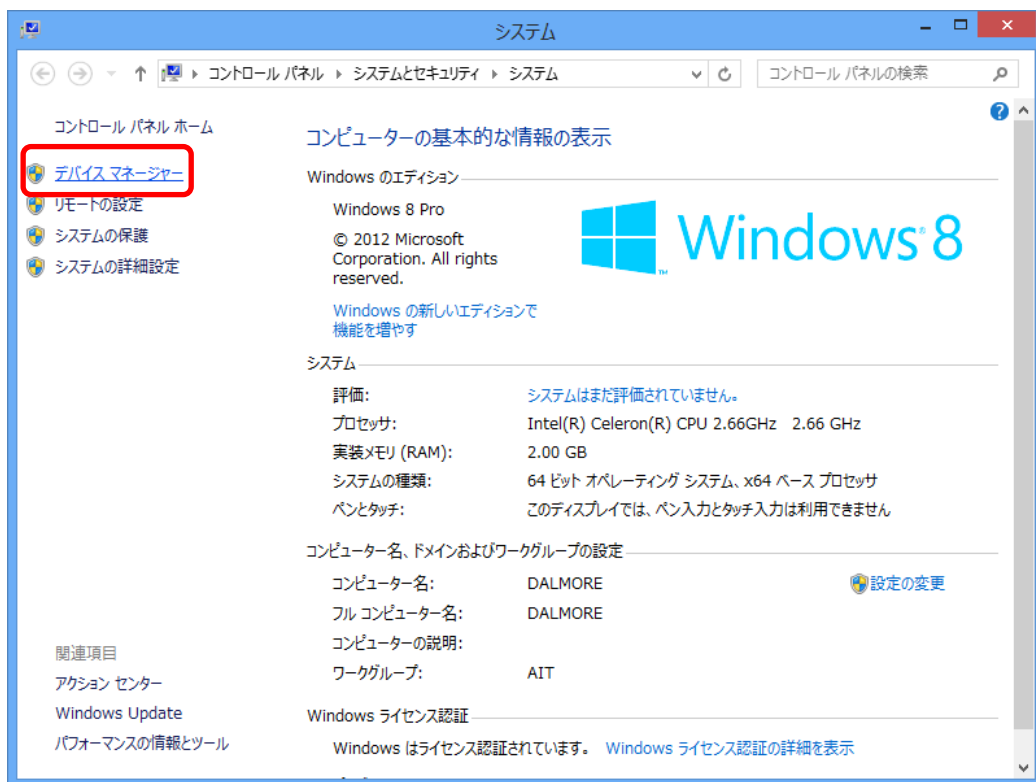 システム
コントロール パネル ▸ システムとセキュリティ ▸ システム
コントロール パネルの検索
コントロール パネル ホーム
デバイス マネージャー
リモートの設定
システムの保護
システムの詳細設定
コンピューターの基本的な情報の表示
Windows のエディション
Windows 8 Pro
© 2012 Microsoft
Corporation. All rights
reserved.
Windows の新しいエディションで
機能を増やす
Windows 8
TM
システム
評価: システムはまだ評価されていません。
プロセッサ: Intel(R) Celeron(R) CPU 2.66GHz 2.66 GHz
実装メモリ (RAM): 2.00 GB
システムの種類: 64 ビット オペレーティング システム、x64 ベース プロセッサ
ペンとタッチ: このディスプレイでは、ペン入力とタッチ入力は利用できません
コンピューター名、ドメインおよびワークグループの設定
コンピューター名: DALMORE 設定の変更
フル コンピューター名: DALMORE
コンピューターの説明:
ワークグループ: AIT
Windows ライセンス認証
Windows はライセンス認証されています。 Windows ライセンス認証の詳細を表示
関連項目
アクション センター
Windows Update
パフォーマンスの情報とツール